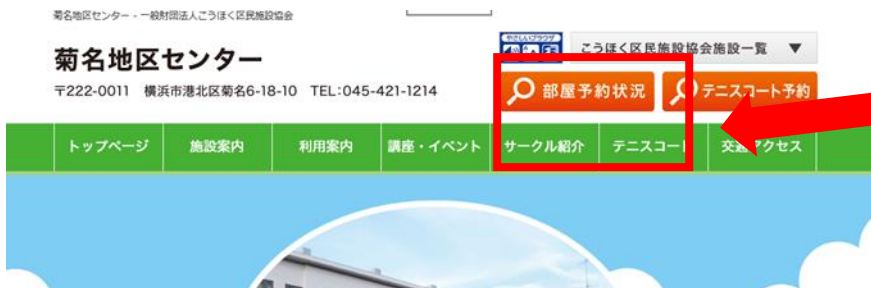 菊名地区センター - 一般財団法人こうほく区民施設協会
菊名地区センター
〒222-0011 横浜市港北区菊名6-18-10 TEL:045-421-1214
やさしいブラウザ
こうほく区民施設協会施設一覧 ▼
部屋予約状況
テニスコート予約
トップページ 施設案内 利用案内 講座・イベント サークル紹介 テニスコート 交通アクセス